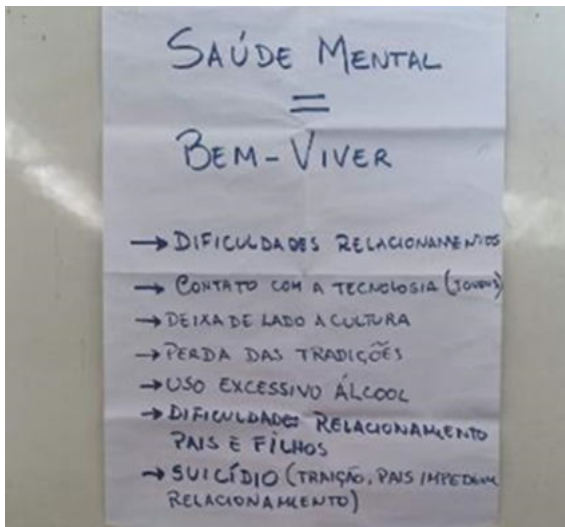 SAÚDE MENTAL
=
BEM-VIVER
→ DIFICULDADES RELACIONAMENTOS
→ CONTATO COM A TECNOLOGIA (JOVENS)
→ DEIXA DE LADO A CULTURA
→ PERDA DAS TRADIÇÕES
→ USO EXCESSIVO ÁLCOOL
→ DIFICULDADES RELACIONAMENTO
PAIS E FILHOS
→ SUICÍDIO (TRAIÇÃO, PAIS IMPEDEM
RELACIONAMENTO)